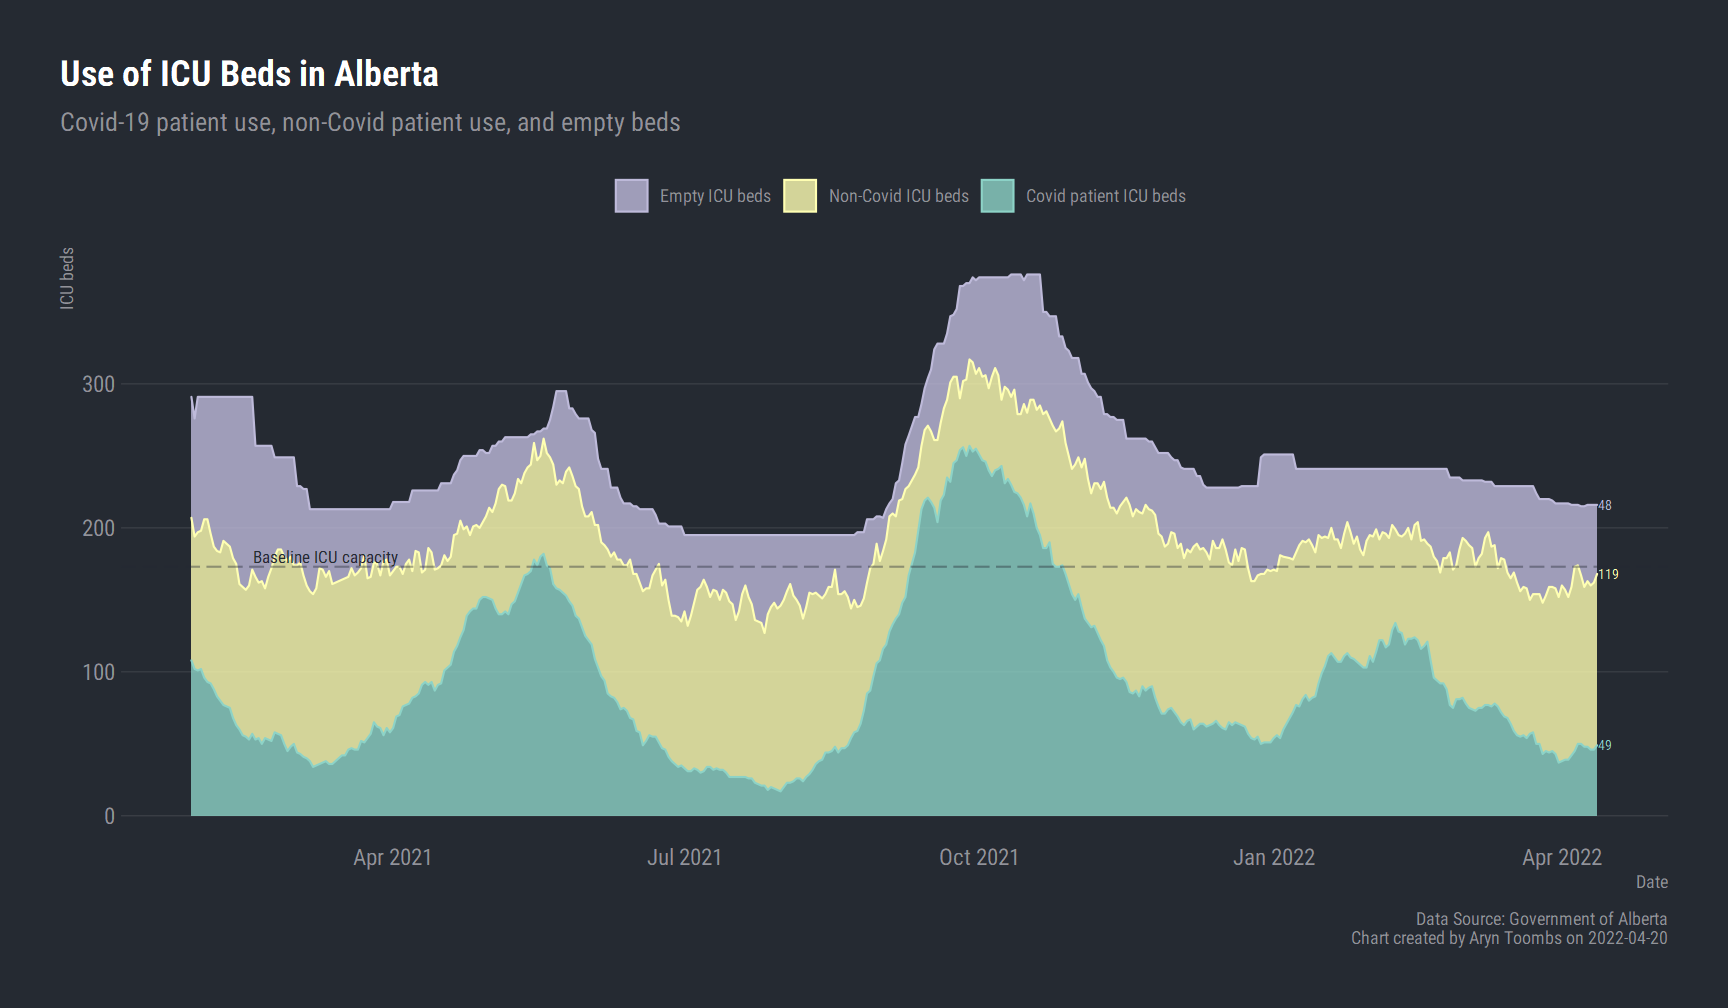 Use of ICU Beds in Alberta
Covid-19 patient use, non-Covid patient use, and empty beds
Empty ICU beds
Non-Covid ICU beds
Covid patient ICU beds
ICU beds
300
200
100
0
Baseline ICU capacity
48
119
49
Apr 2021
Jul 2021
Oct 2021
Jan 2022
Apr 2022
Date
Data Source: Government of Alberta
Chart created by Aryn Toombs on 2022-04-20